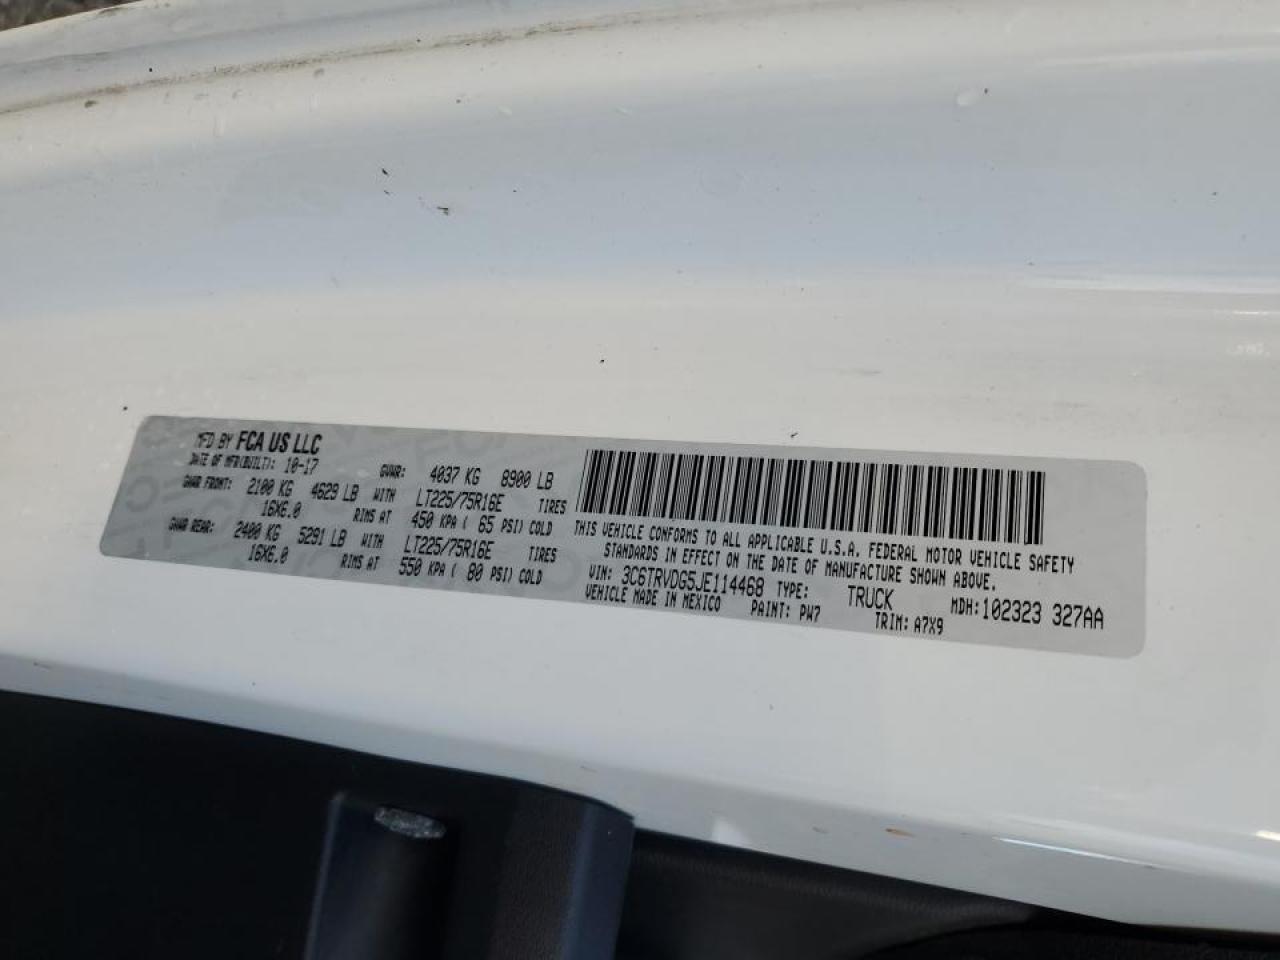 MFD BY FCA US LLC
DATE OF MFR(BUILT): 10-17 GVWR: 4037 KG 8900 LB
GAWR FRONT: 2100 KG 4629 LB WITH LT225/75R16E TIRES
16X6.0 RIMS AT 450 KPA ( 65 PSI) COLD
GAWR REAR: 2400 KG 5291 LB WITH LT225/75R16E TIRES
16X6.0 RIMS AT 550 KPA ( 80 PSI) COLD
THIS VEHICLE CONFORMS TO ALL APPLICABLE U.S.A. FEDERAL MOTOR VEHICLE SAFETY
STANDARDS IN EFFECT ON THE DATE OF MANUFACTURE SHOWN ABOVE.
VIN: 3C6TRVDG5JE114468 TYPE: TRUCK MDH:102323 327AA
VEHICLE MADE IN MEXICO PAINT: PW7 TRIM: A7X9